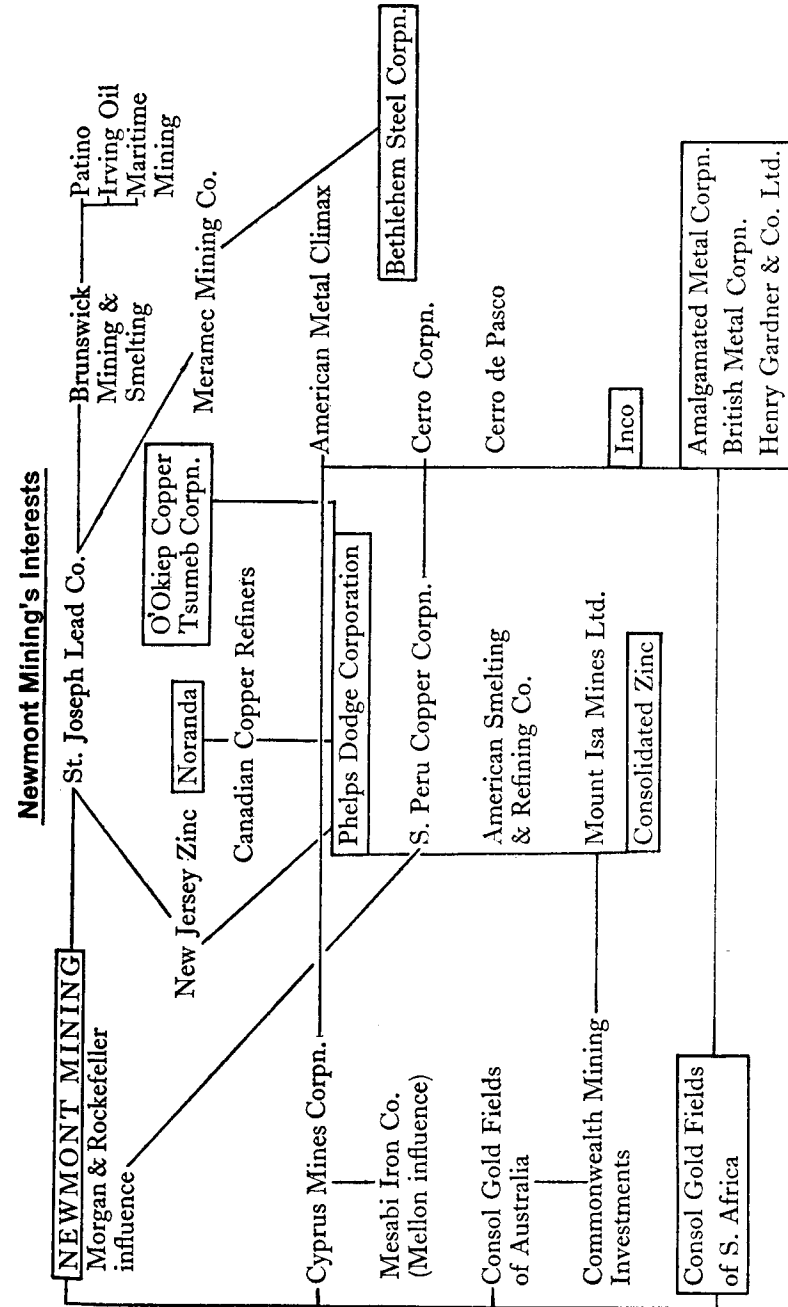 Newmont Mining's Interests
NEWMONT MINING
Morgan & Rockefeller
influence
St. Joseph Lead Co.
Brunswick
Mining &
Smelting
Patino
Irving Oil
Maritime
Mining
New Jersey Zinc
Noranda
Canadian Copper Refiners
O'Okiep Copper
Tsumeb Corpn.
Meramec Mining Co.
Cyprus Mines Corpn.
Mesabi Iron Co.
(Mellon influence)
Phelps Dodge Corporation
American Metal Climax
Bethlehem Steel Corpn.
S. Peru Copper Corpn.
Cerro Corpn.
Consol Gold Fields
of Australia
American Smelting
& Refining Co.
Cerro de Pasco
Commonwealth Mining
Investments
Mount Isa Mines Ltd.
Consolidated Zinc
Inco
Consol Gold Fields
of S. Africa
Amalgamated Metal Corpn.
British Metal Corpn.
Henry Gardner & Co. Ltd.